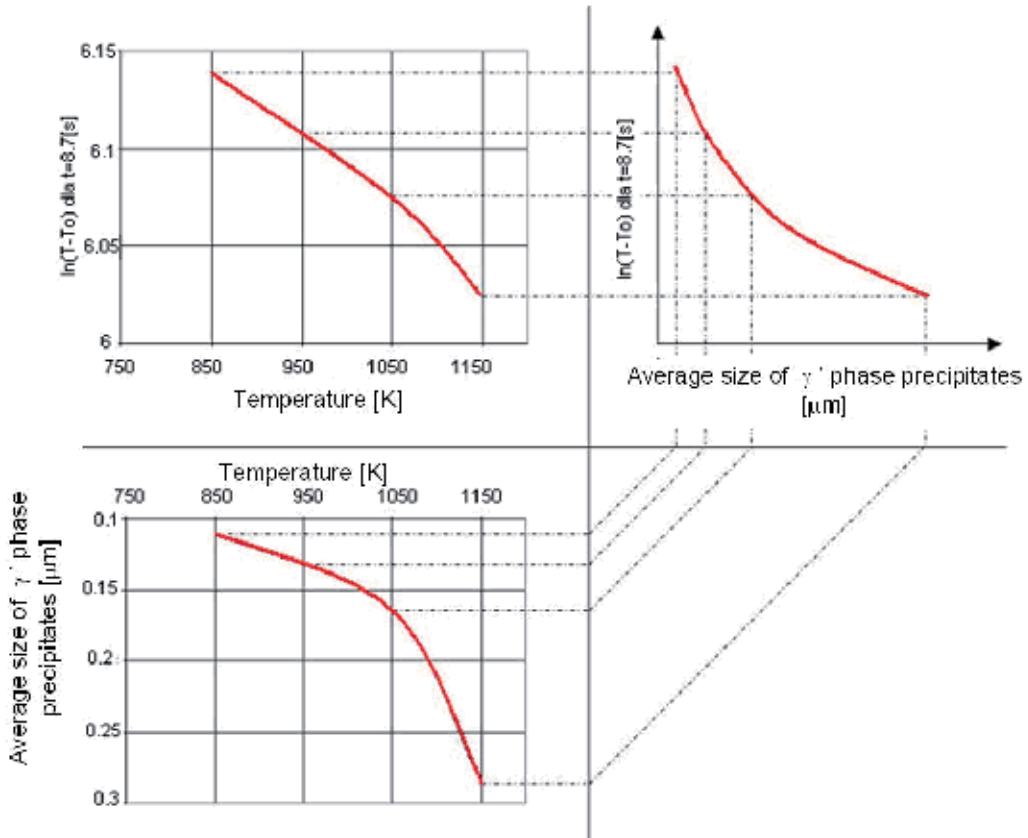 6.15
6.1
6.05
6
ln(T-To) dla t=8.7[s]
750
850
950
1050
1150
Temperature [K]
ln(T-To) dla t=8.7[s]
Average size of γ ' phase precipitates
[μm]
Temperature [K]
750
850
950
1050
1150
0.1
0.15
0.2
0.25
0.3
Average size of γ ' phase
precipitates [μm]